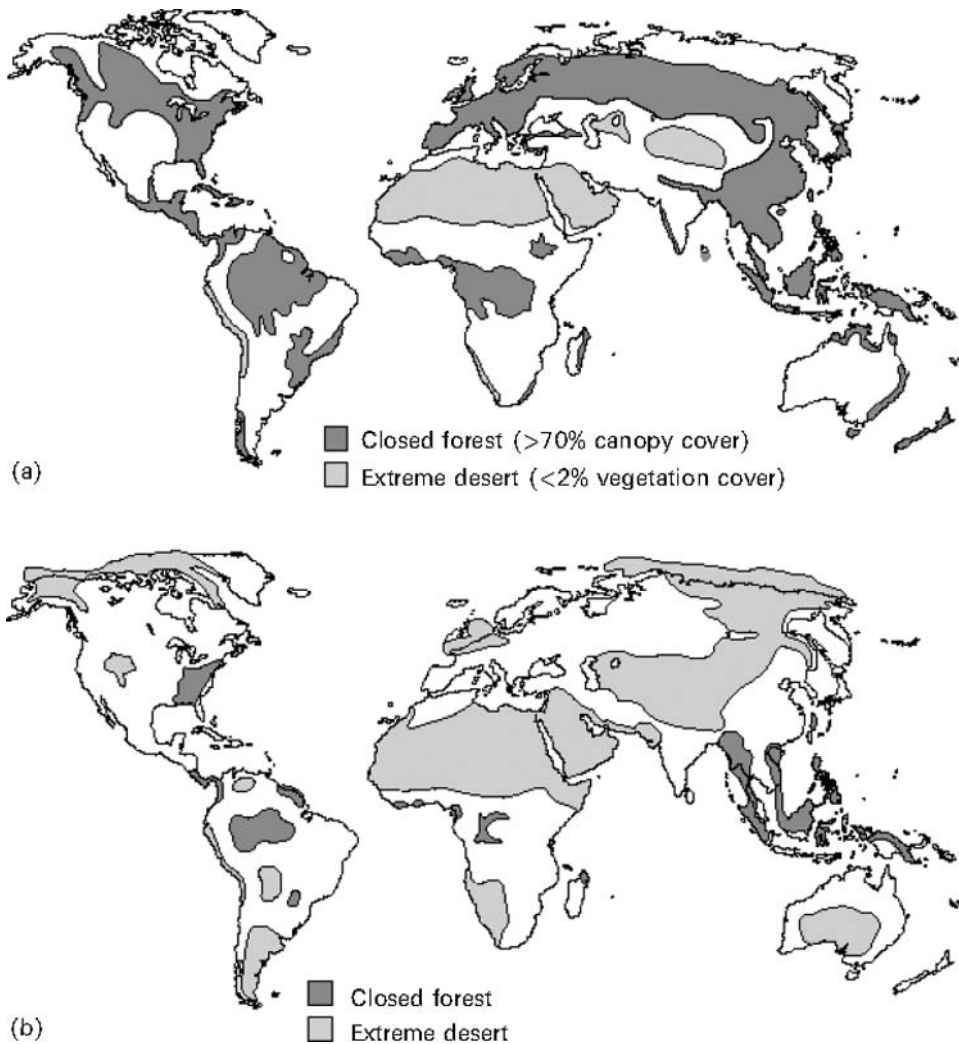 Closed forest (>70% canopy cover)
(a)
Extreme desert (<2% vegetation cover)
Closed forest
(b)
Extreme desert